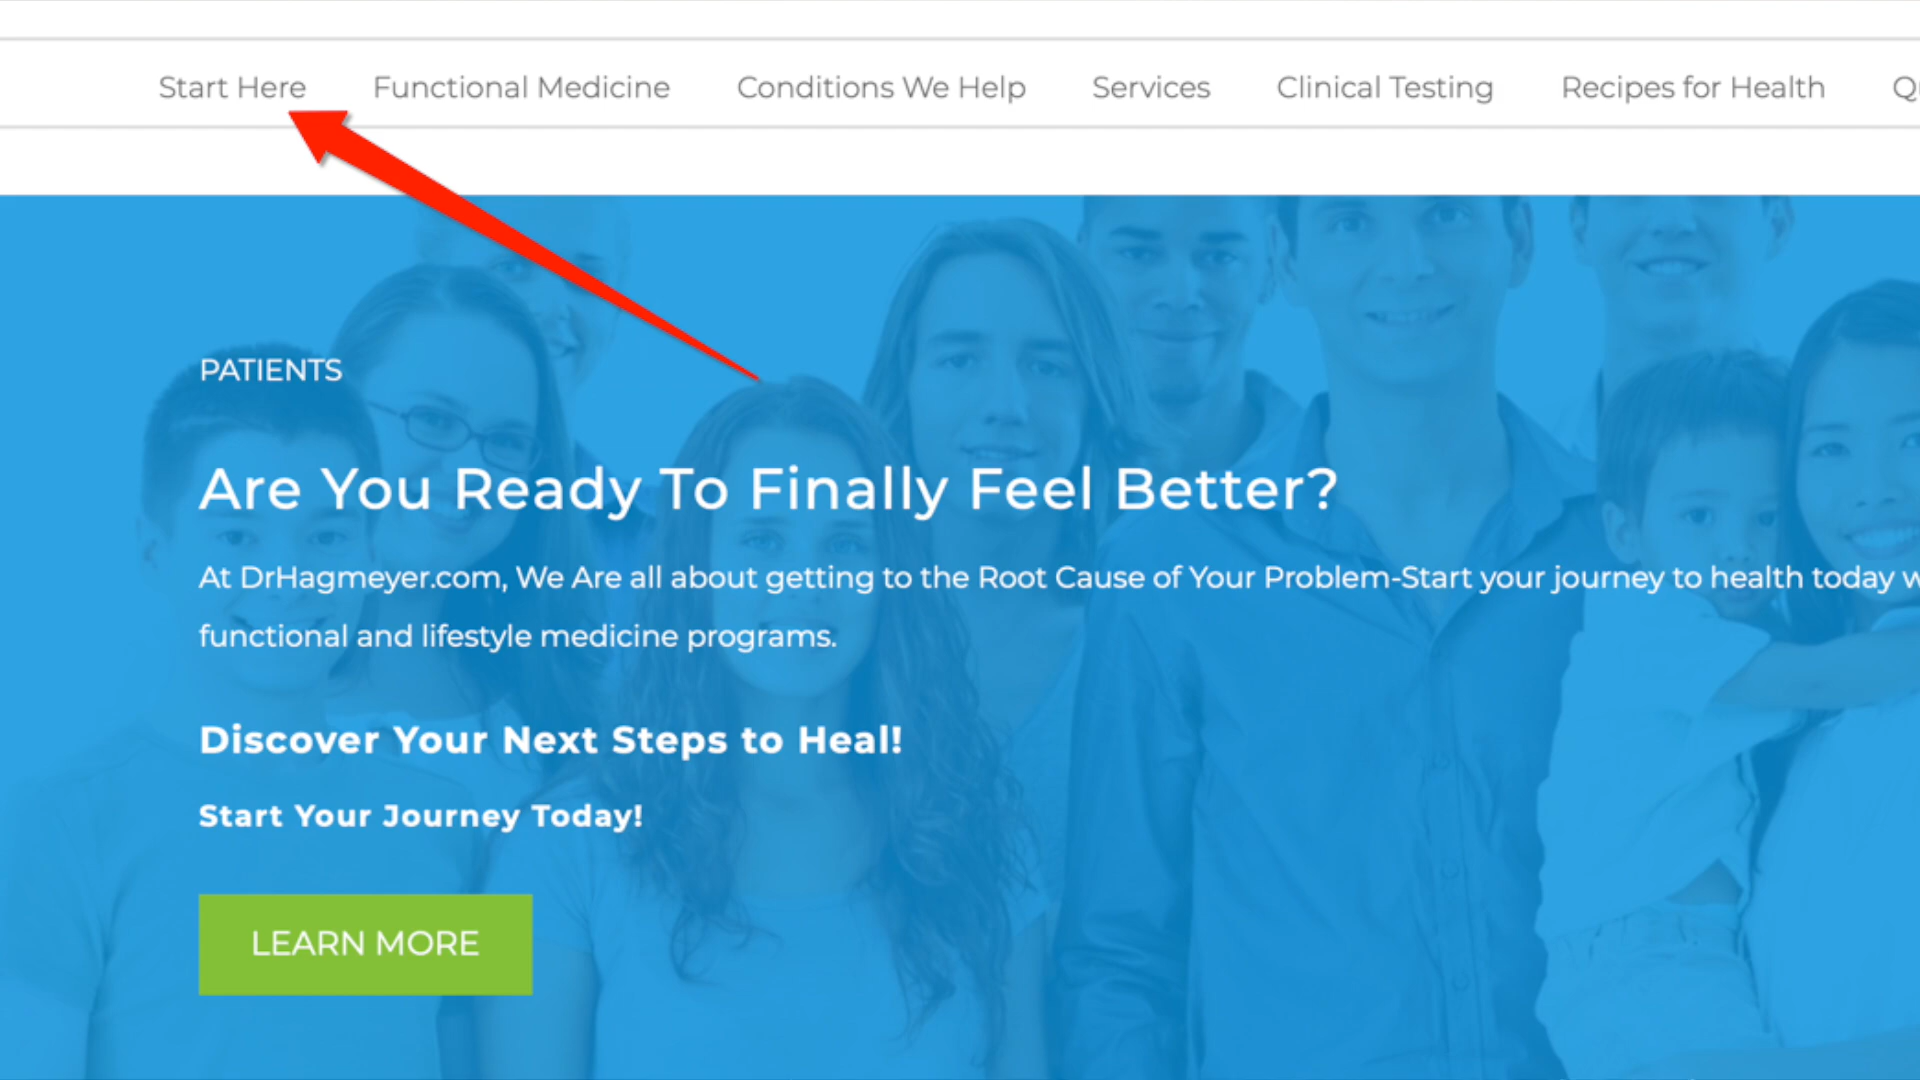 Start Here Functional Medicine Conditions We Help Services Clinical Testing Recipes for Health
PATIENTS
Are You Ready To Finally Feel Better?
At DrHagmeyer.com, We Are all about getting to the Root Cause of Your Problem-Start your journey to health today
functional and lifestyle medicine programs.
Discover Your Next Steps to Heal!
Start Your Journey Today!
LEARN MORE